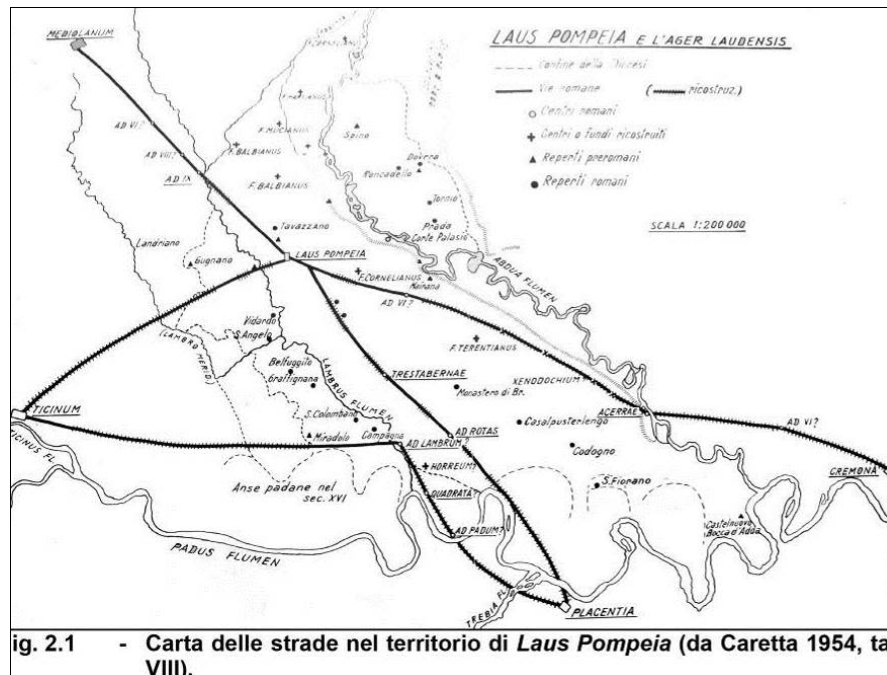 LAUS POMPEIA E L'AGER LAUDENSIS
Confine della Diocesi
Vie romane ( ricostruz.)
Centri romani
Centri o fundi ricostruiti
Reperti preromani
Reperti romani
SCALA 1:200 000
MEDIOLANUM
AD VI?
AD VIII?
AD IX
F. MUCIANUS
F. BALBIANUS
F. BALBIANUS
Spino
Dovera
Roncadello
Tormo
Prada
Corte Palasio
Tavazzano
Landriano
Gugnano
LAUS POMPEIA
F. CORNELIANUS
Mairana
ABDUA FLUMEN
AD VI?
Vidardo
S. Angelo
(LAMBRO MERID.)
F. TERENTIANUS
Belfuggito
Graffignana
LAMBRUS FLUMEN
TRESTABERNAE
XENODOCHIUM?
Monastero di Br.
ACERRAE
AD VI?
TICINUM
TICINUS FL.
S. Colombano
Miradolo
Campagna
AD LAMBRUM?
AD ROTAS
Casalpusterlengo
Codogno
CREMONA
HORREUM?
Anse padane nel
sec. XVI
QUADRATA?
S. Fiorano
Castelnuovo
Bocca d'Adda
AD PADUM?
PADUS FLUMEN
TREBIA FL.
PLACENTIA
ig. 2.1 - Carta delle strade nel territorio di Laus Pompeia (da Caretta 1954, ta
VIII).